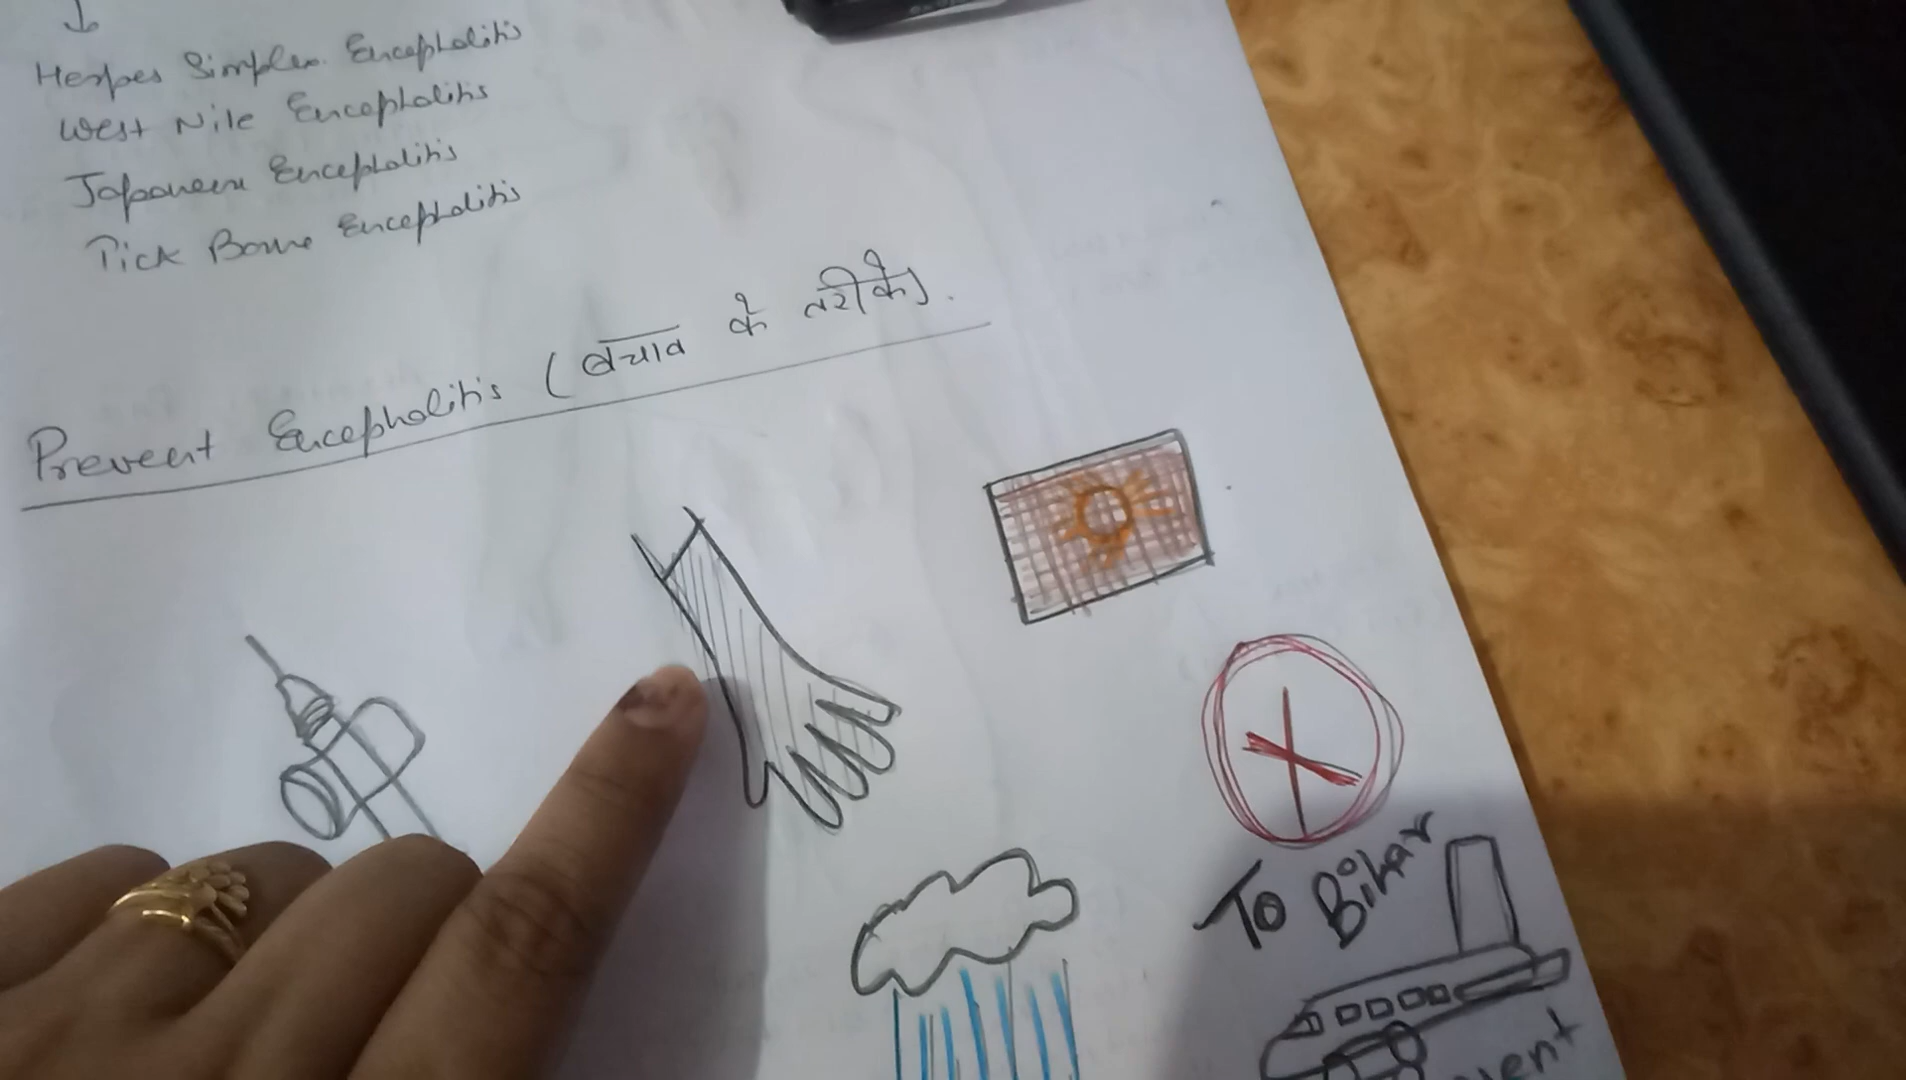 Herpes Simplex Encephalitis
West Nile Encephalitis
Japanese Encephalitis
Tick Borne Encephalitis
Prevent Encephalitis (बचाव के तरीके).
To Bihar